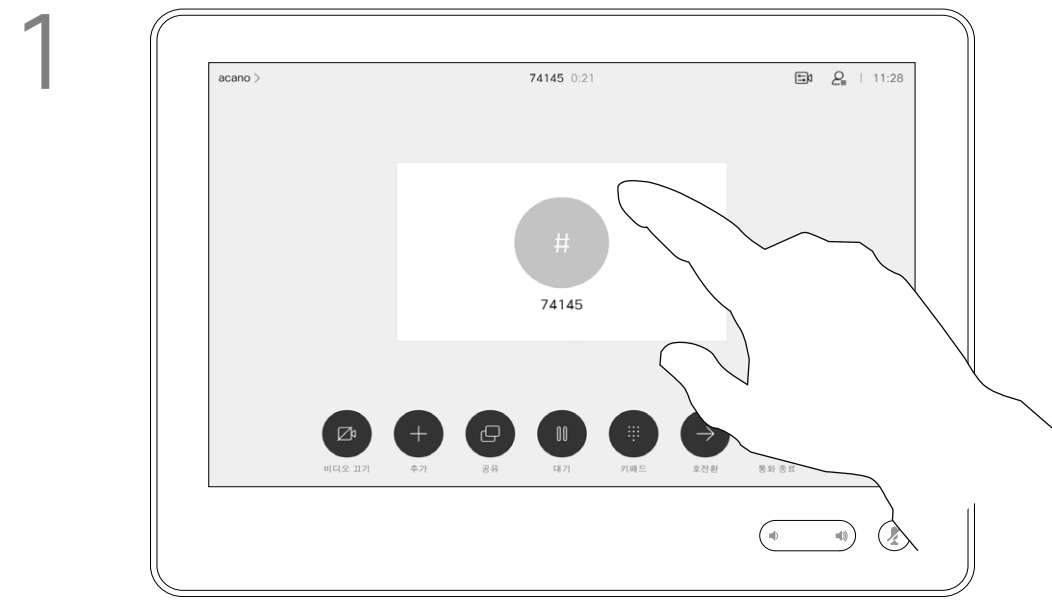 1
acano >
74145 0:21
11:28
#
74145
비디오 끄기
추가
공유
대기
키패드
호전환
통화 종료